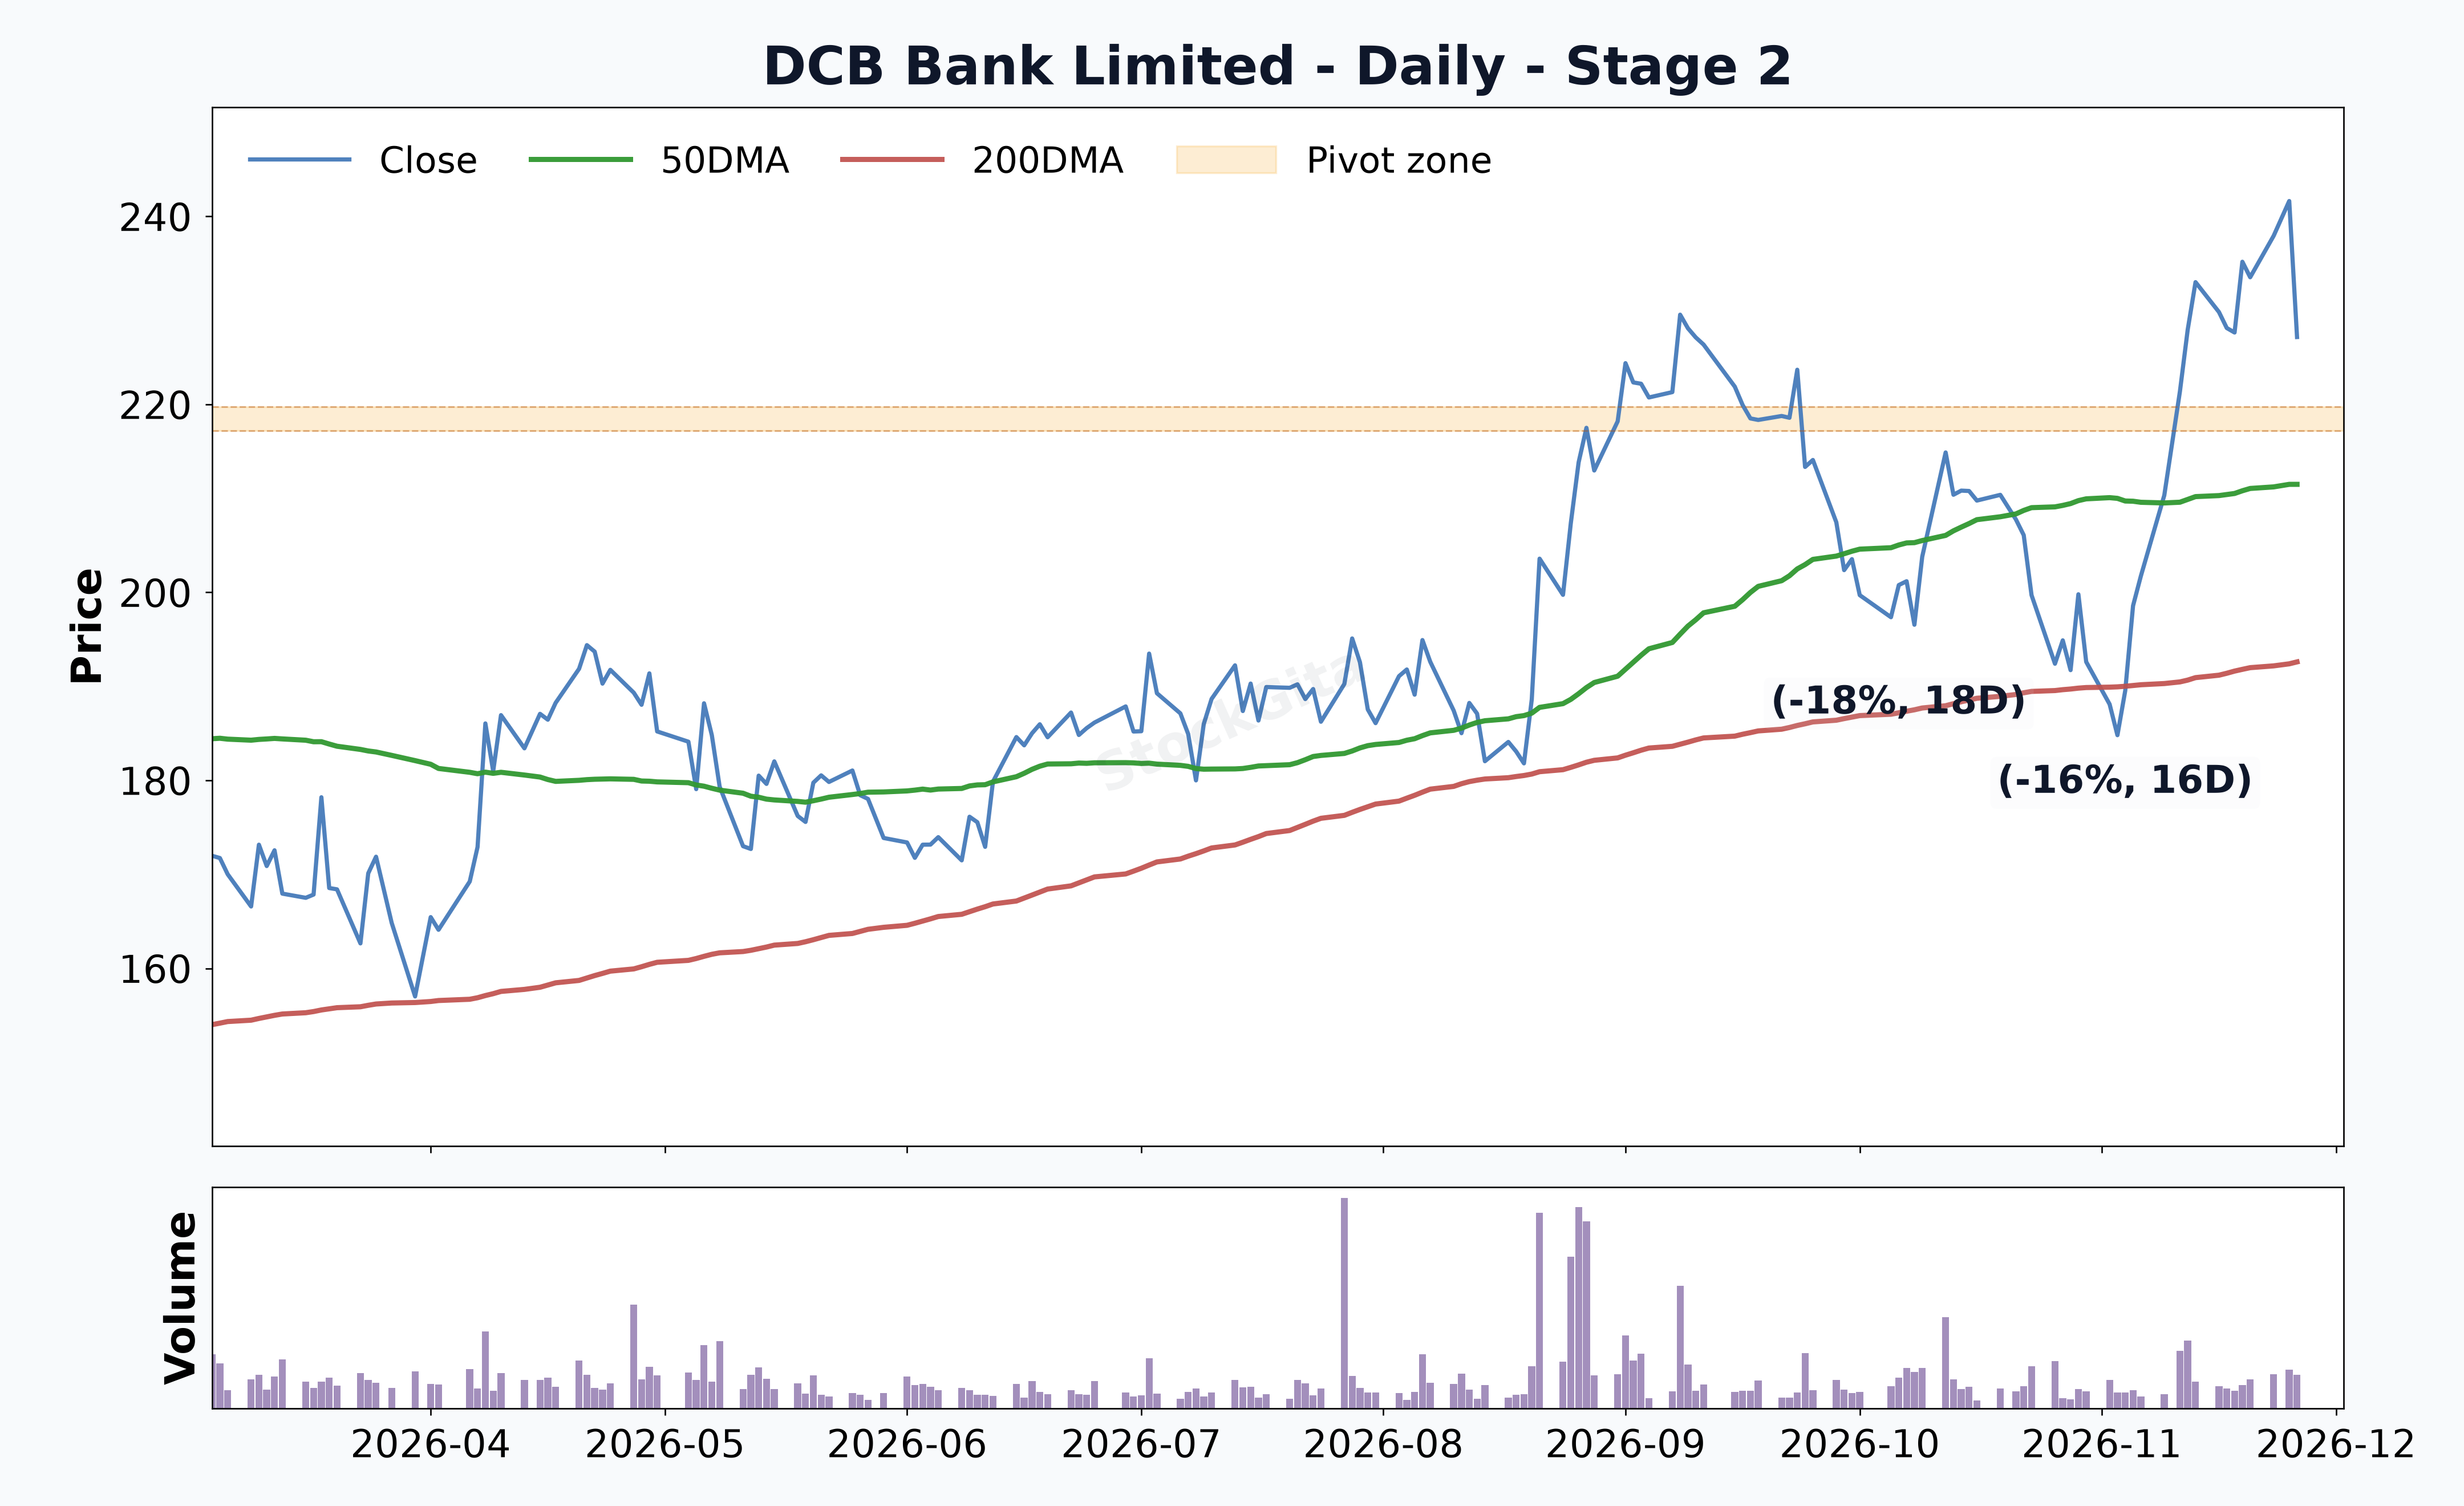 DCB Bank Limited - Daily - Stage 2
Close 50DMA 200DMA Pivot zone
240
220
200
180
160
Price
StockGita
(-18%, 18D)
(-16%, 16D)
Volume
2026-04 2026-05 2026-06 2026-07 2026-08 2026-09 2026-10 2026-11 2026-12